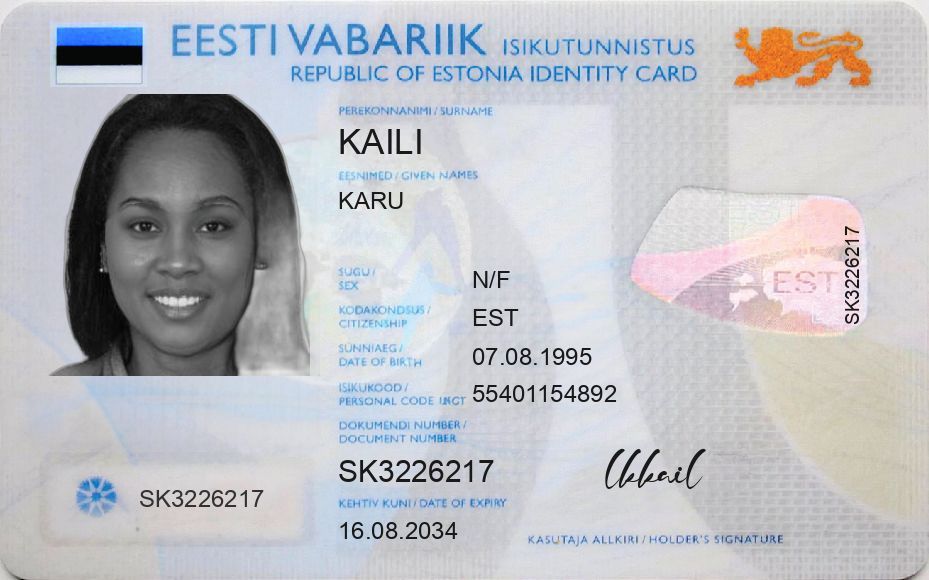 EESTI VABARIIK ISIKUTUNNISTUS
REPUBLIC OF ESTONIA IDENTITY CARD
PEREKONNANIMI / SURNAME
KAILI
EESNIMED / GIVEN NAMES
KARU
SUGU /
SEX
N/F
KODAKONDSUS /
CITIZENSHIP
EST
SÜNNIAEG /
DATE OF BIRTH
07.08.1995
ISIKUKOOD /
PERSONAL CODE
55401154892
DOKUMENDI NUMBER /
DOCUMENT NUMBER
SK3226217
KEHTIV KUNI / DATE OF EXPIRY
16.08.2034
SK3226217
EST
SK3226217
KASUTAJA ALLKIRI / HOLDER'S SIGNATURE